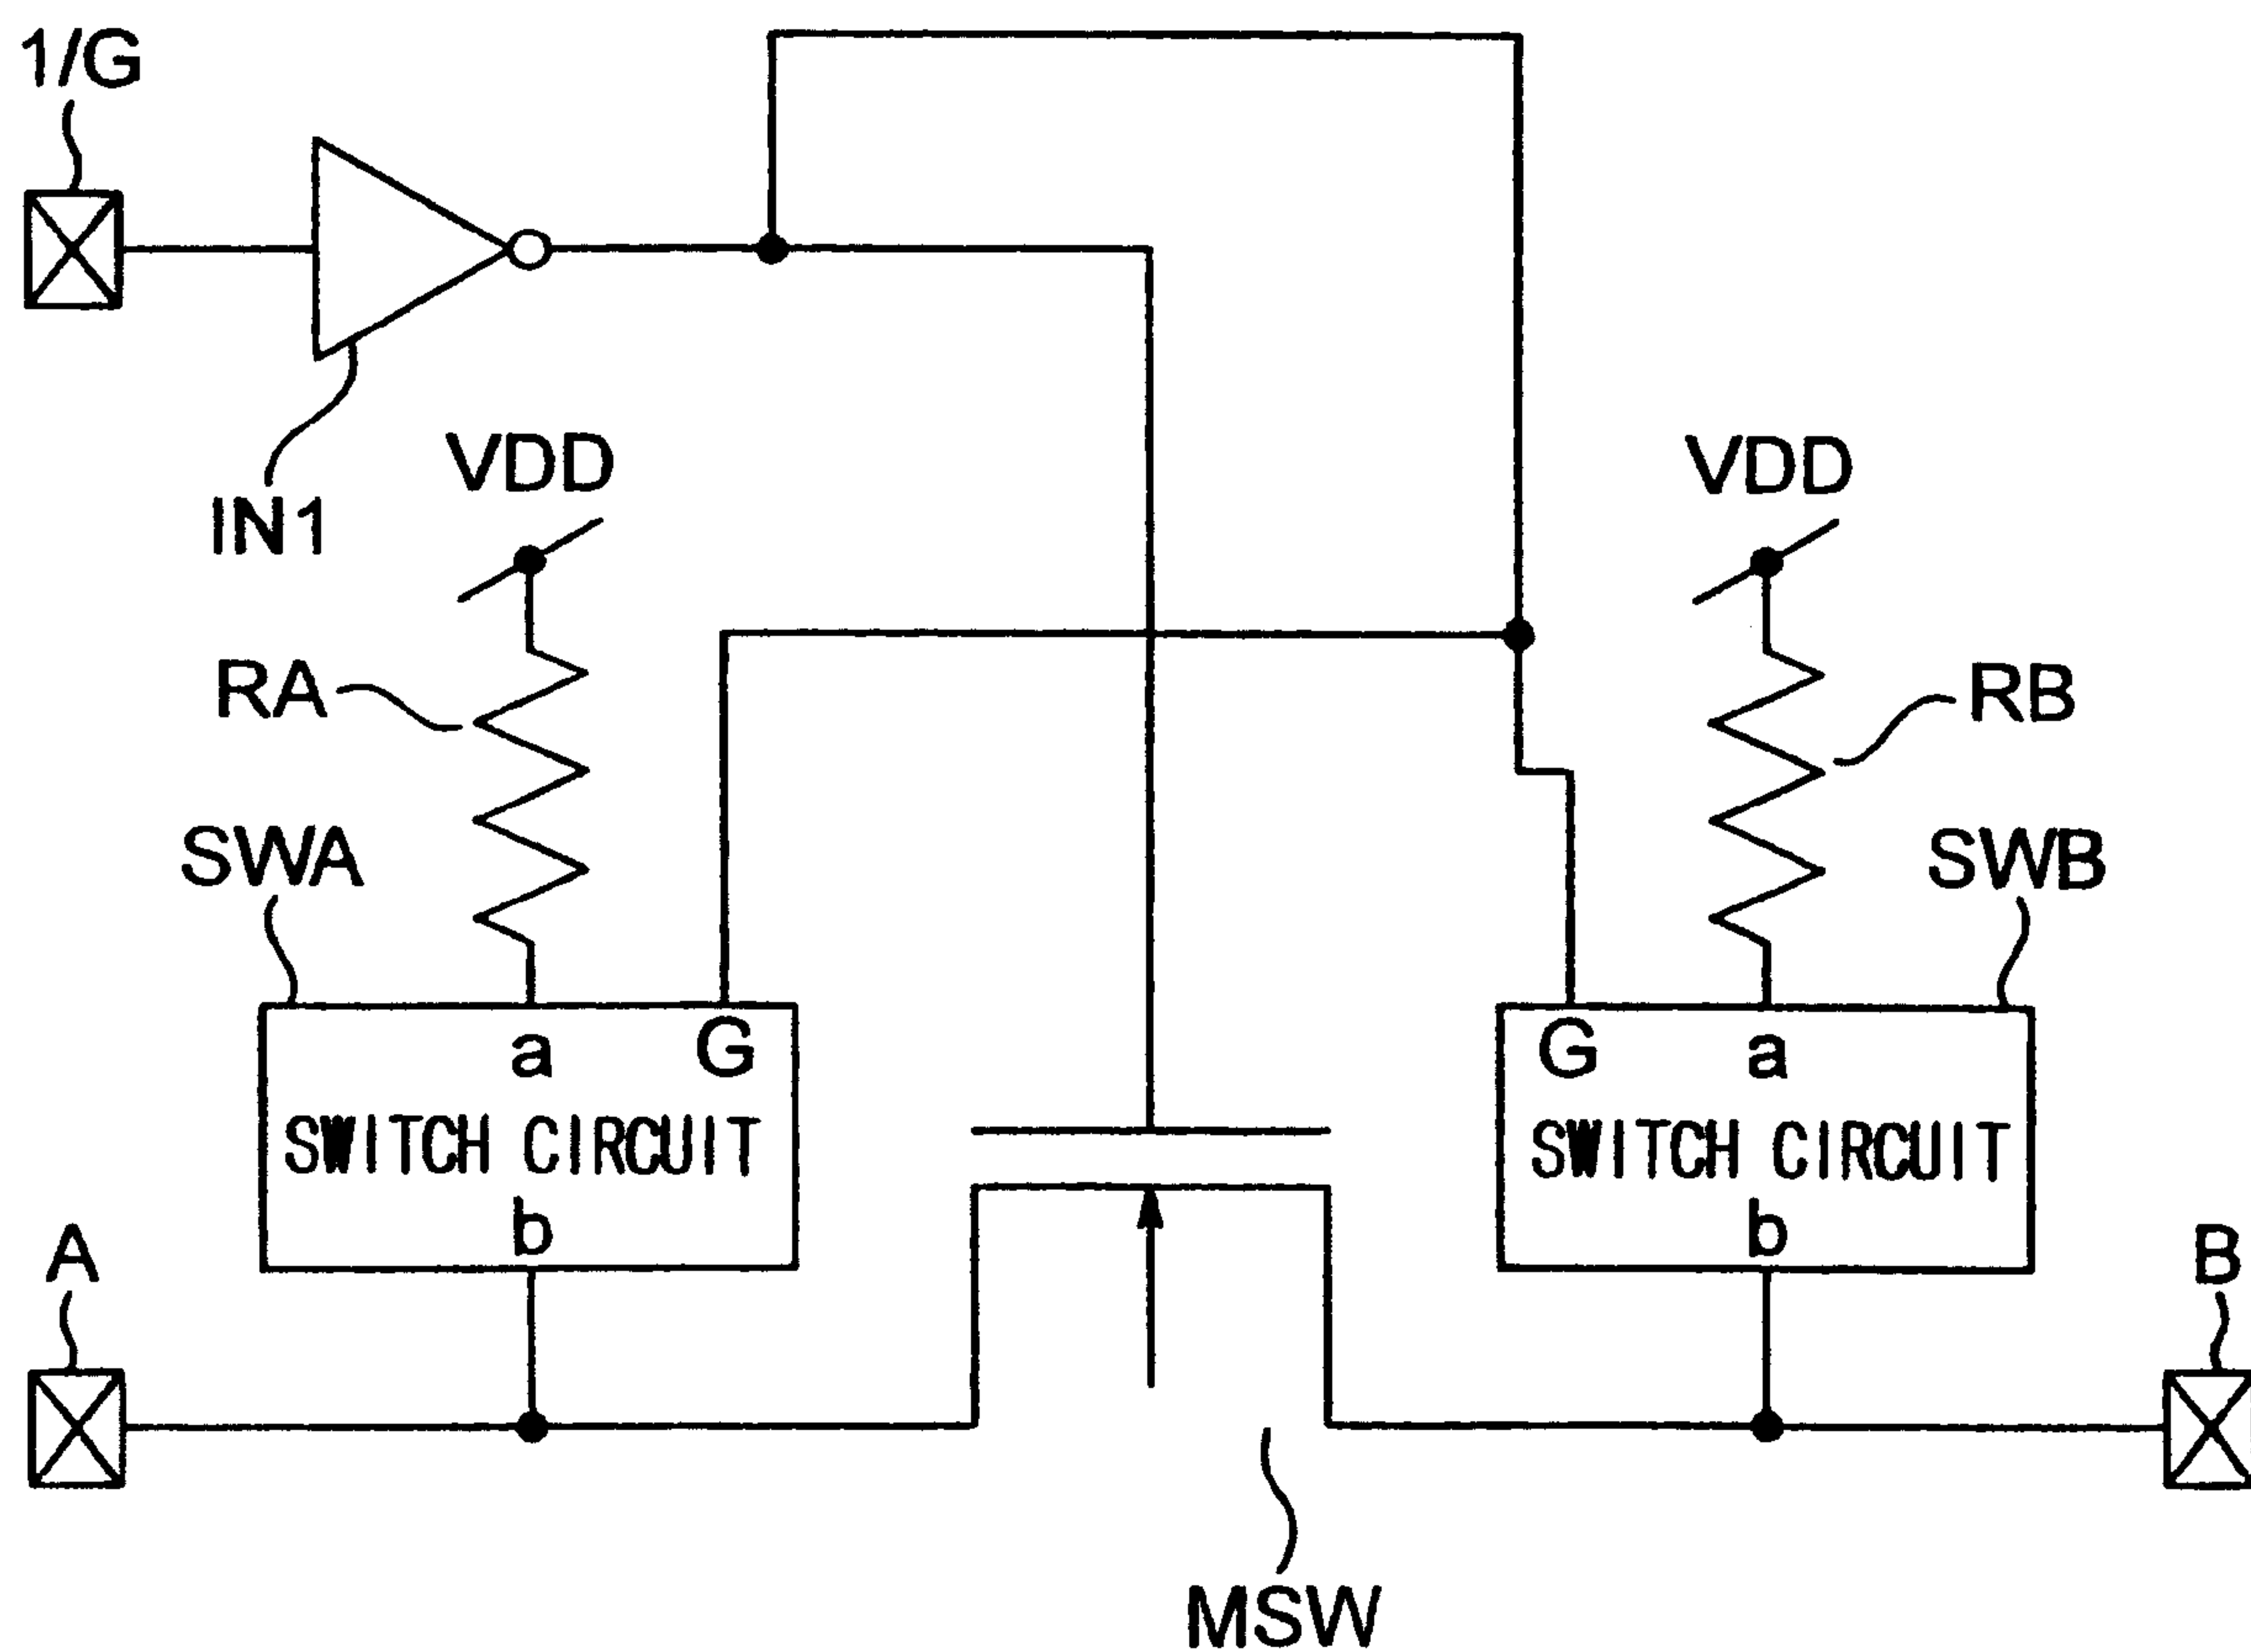 1/G
IN1
VDD
VDD
RA
RB
SWA
SWB
a G
SWITCH CIRCUIT
b
G a
SWITCH CIRCUIT
b
A
B
MSW